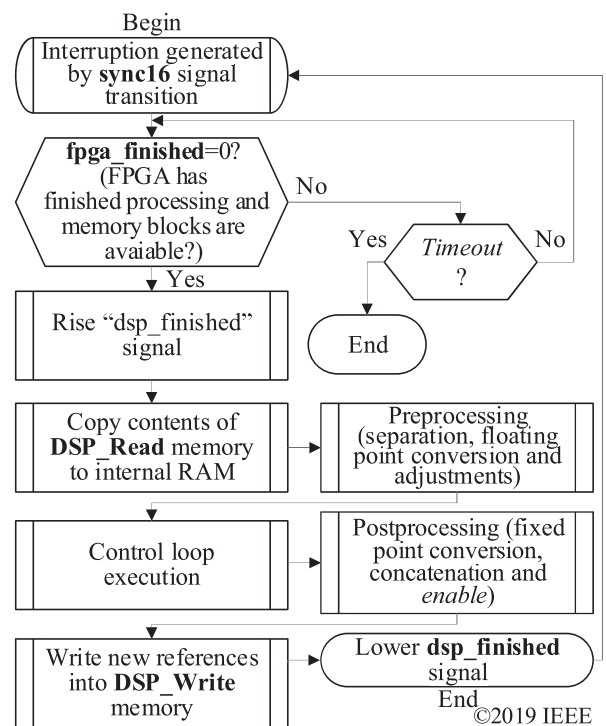 Begin
Interruption generated
by sync16 signal
transition
fpga_finished=0?
(FPGA has
finished processing and
memory blocks are
avaiable?)
No
Yes
Timeout
?
No
Yes
End
Rise “dsp_finished”
signal
Copy contents of
DSP_Read memory
to internal RAM
Preprocessing
(separation, floating
point conversion and
adjustments)
Control loop
execution
Postprocessing (fixed
point conversion,
concatenation and
enable)
Write new references
into DSP_Write
memory
Lower dsp_finished
signal
End
©2019 IEEE